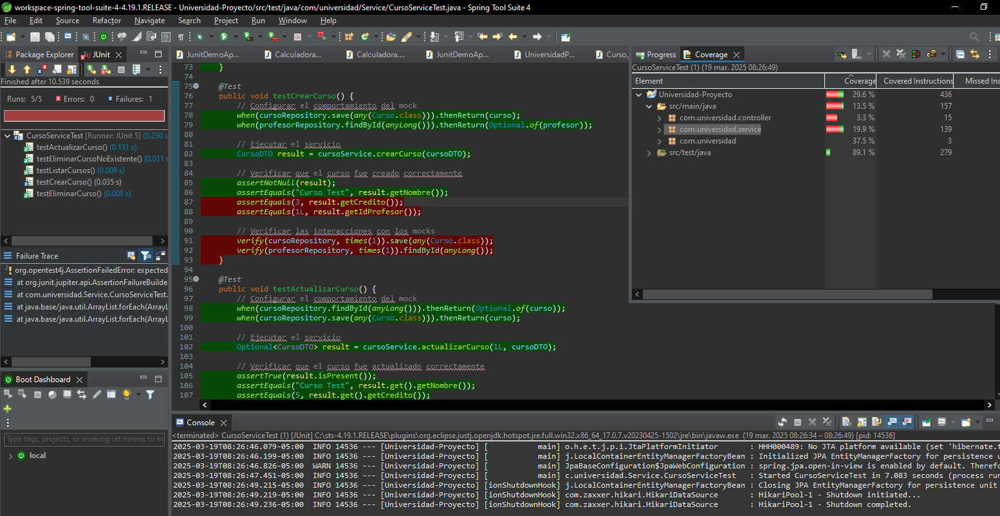 workspace-spring-tool-suite-4-4.19.1.RELEASE - Universidad-Proyecto/src/test/java/com/universidad/Service/CursoServiceTest.java - Spring Tool Suite 4
File Edit Source Refactor Navigate Search Project Run Window Help
Package Explorer JUnit
Finished after 10.539 seconds
Runs: 5/5 Errors: 0 Failures: 1
CursoServiceTest [Runner: JUnit 5] (0.230 s
testActualizarCurso() (0.151 s)
testEliminarCursoNoExistente() (0.011 s
testListarCursos() (0.009 s)
testCrearCurso() (0.035 s)
testEliminarCurso() (0.008 s)
Failure Trace
org.opentest4j.AssertionFailedError: expected
at org.junit.jupiter.api.AssertionFailureBuilde
at com.universidad.Service.CursoServiceTest.
at java.base/java.util.ArrayList.forEach(ArrayL
at java.base/java.util.ArrayList.forEach(ArrayL
Boot Dashboard
Type tags, projects, or working set names to m
local
JunitDemoAp... Calculadora... Calculadora.... JunitDemoAp... UniversidadP... Curso.
73 }
74
75 @Test
76 public void testCrearCurso() {
77 // Configurar el comportamiento del mock
78 when(cursoRepository.save(any(Curso.class))).thenReturn(curso);
79 when(profesorRepository.findById(anyLong())).thenReturn(Optional.of(profesor));
80
81 // Ejecutar el servicio
82 CursoDTO result = cursoService.crearCurso(cursoDTO);
83
84 // Verificar que el curso fue creado correctamente
85 assertNotNull(result);
86 assertEquals("Curso Test", result.getNombre());
87 assertEquals(3, result.getCredito());
88 assertEquals(1L, result.getIdProfesor());
89
90 // Verificar las interacciones con los mocks
91 verify(cursoRepository, times(1)).save(any(Curso.class));
92 verify(profesorRepository, times(1)).findById(anyLong());
93 }
94
95 @Test
96 public void testActualizarCurso() {
97 // Configurar el comportamiento del mock
98 when(cursoRepository.findById(anyLong())).thenReturn(Optional.of(curso));
99 when(cursoRepository.save(any(Curso.class))).thenReturn(curso);
100
101 // Ejecutar el servicio
102 Optional<CursoDTO> result = cursoService.actualizarCurso(1L, cursoDTO);
103
104 // Verificar que el curso fue actualizado correctamente
105 assertTrue(result.isPresent());
106 assertEquals("Curso Test", result.get().getNombre());
107 assertEquals(5, result.get().getCredito());
Progress Coverage
CursoServiceTest (1) (19 mar. 2025 08:26:49)
Element Coverage Covered Instructions Missed Ins
Universidad-Proyecto 29.6 % 436
src/main/java 13.5 % 157
com.universidad.controller 3.3 % 15
com.universidad.service 19.9 % 139
com.universidad 37.5 % 3
src/test/java 89.1 % 279
Console
<terminated> CursoServiceTest (1) [JUnit] C:\sts-4.19.1.RELEASE\plugins\org.eclipse.justj.openjdk.hotspot.jre.full.win32.x86_64_17.0.7.v20230425-1502\jre\bin\javaw.exe (19 mar. 2025 08:26:34 – 08:26:49) [pid: 14536]
2025-03-19T08:26:46.079-05:00 INFO 14536 --- [Universidad-Proyecto] [ main] o.h.e.t.j.p.i.JtaPlatformInitiator : HHH000489: No JTA platform available (set 'hibernate.t
2025-03-19T08:26:46.199-05:00 INFO 14536 --- [Universidad-Proyecto] [ main] j.LocalContainerEntityManagerFactoryBean : Initialized JPA EntityManagerFactory for persistence u
2025-03-19T08:26:46.826-05:00 WARN 14536 --- [Universidad-Proyecto] [ main] JpaBaseConfiguration$JpaWebConfiguration : spring.jpa.open-in-view is enabled by default. Therefo
2025-03-19T08:26:47.451-05:00 INFO 14536 --- [Universidad-Proyecto] [ main] c.universidad.Service.CursoServiceTest : Started CursoServiceTest in 7.083 seconds (process run
2025-03-19T08:26:49.215-05:00 INFO 14536 --- [Universidad-Proyecto] [ionShutdownHook] j.LocalContainerEntityManagerFactoryBean : Closing JPA EntityManagerFactory for persistence unit
2025-03-19T08:26:49.219-05:00 INFO 14536 --- [Universidad-Proyecto] [ionShutdownHook] com.zaxxer.hikari.HikariDataSource : HikariPool-1 - Shutdown initiated...
2025-03-19T08:26:49.236-05:00 INFO 14536 --- [Universidad-Proyecto] [ionShutdownHook] com.zaxxer.hikari.HikariDataSource : HikariPool-1 - Shutdown completed.